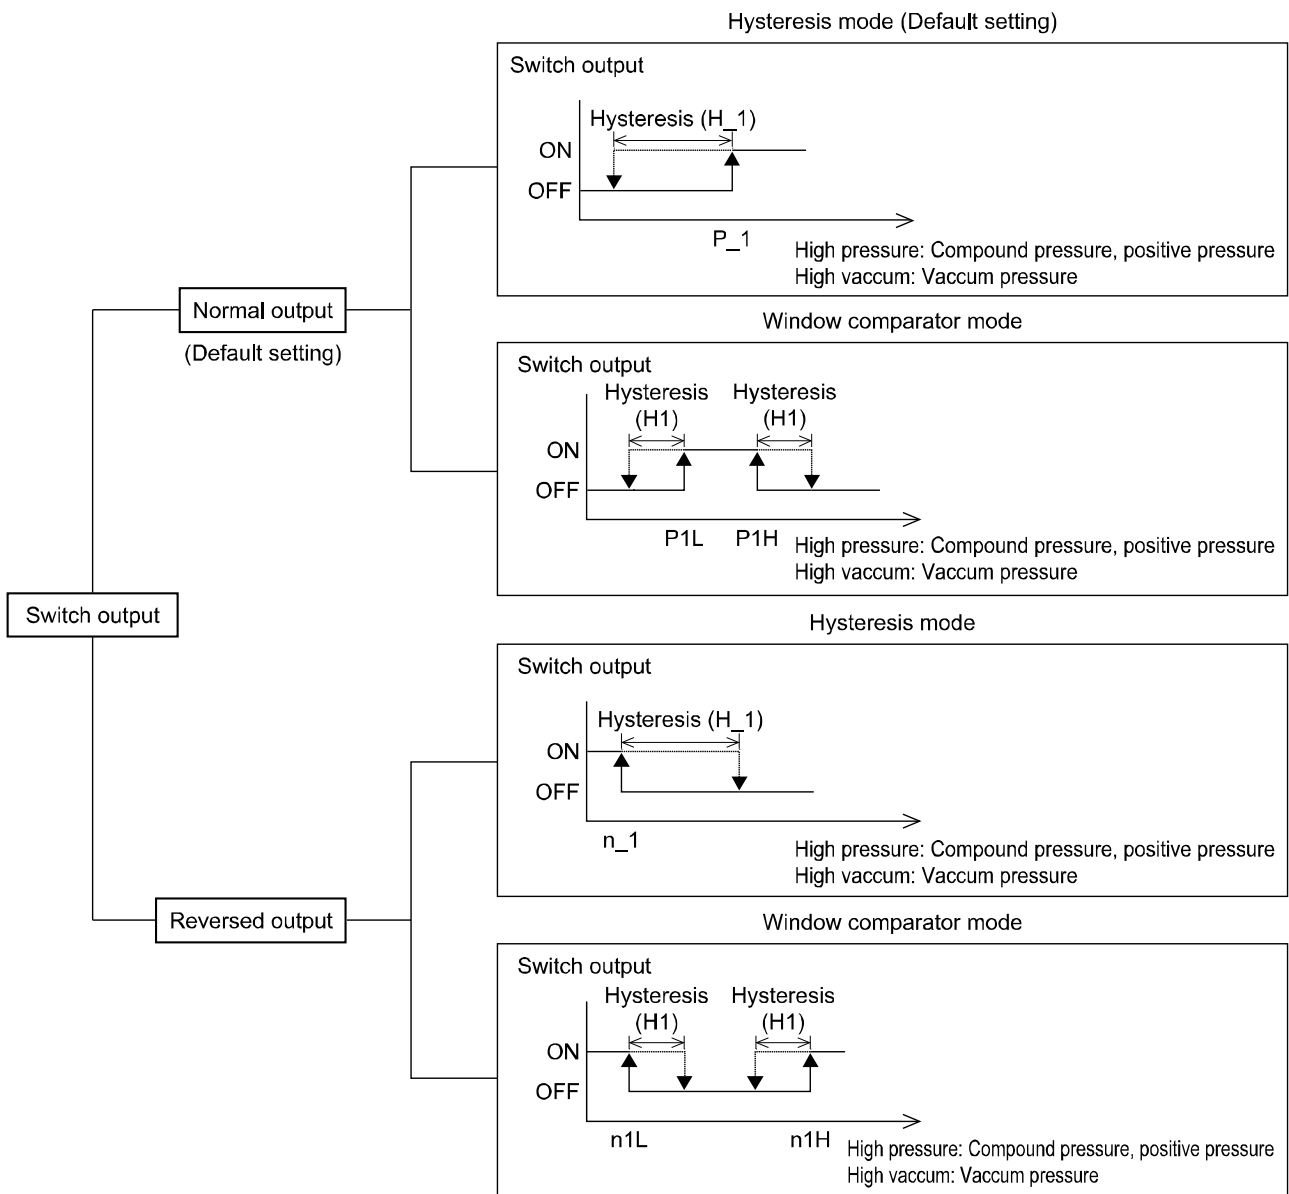 Hysteresis mode (Default setting)
Switch output
Hysteresis (H_1)
ON
OFF
P_1
High pressure: Compound pressure, positive pressure
High vaccum: Vaccum pressure
Normal output
(Default setting)
Window comparator mode
Switch output
Hysteresis Hysteresis
(H1) (H1)
ON
OFF
P1L P1H
High pressure: Compound pressure, positive pressure
High vaccum: Vaccum pressure
Switch output
Hysteresis mode
Switch output
Hysteresis (H_1)
ON
OFF
n_1
High pressure: Compound pressure, positive pressure
High vaccum: Vaccum pressure
Reversed output
Window comparator mode
Switch output
Hysteresis Hysteresis
(H1) (H1)
ON
OFF
n1L n1H
High pressure: Compound pressure, positive pressure
High vaccum: Vaccum pressure